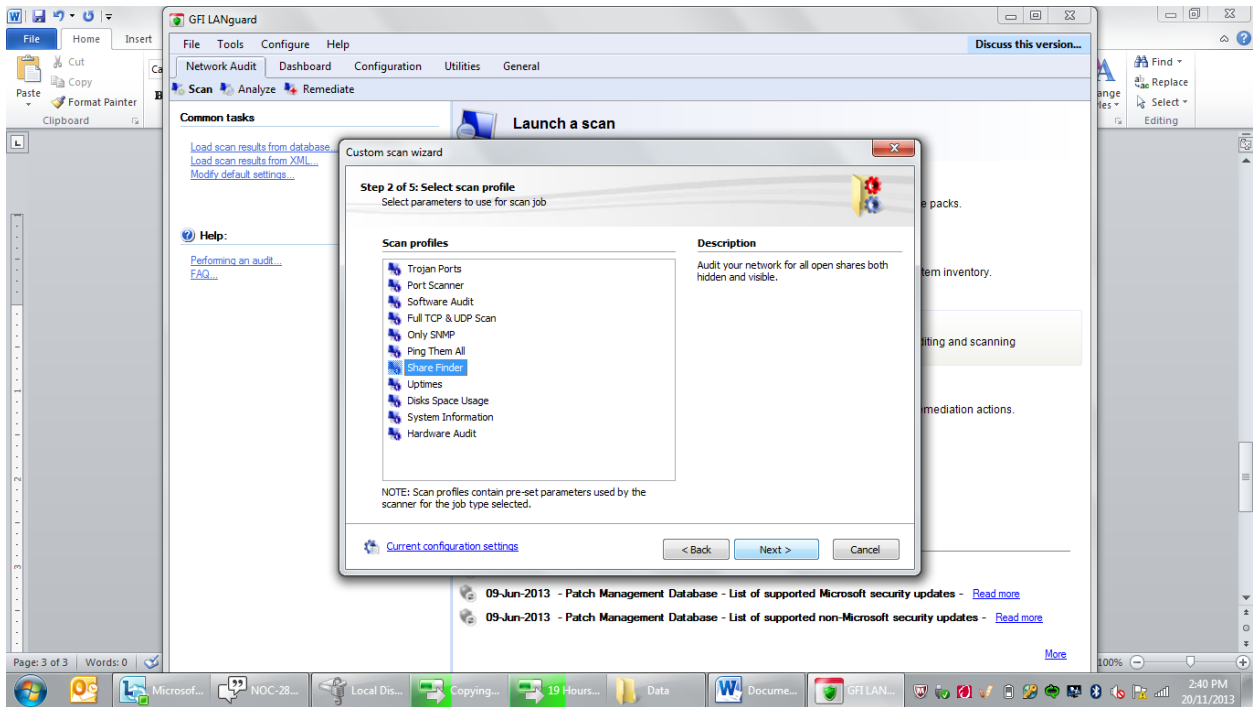 GFI LANguard
File
Home
Insert
Cut
Copy
Paste
Format Painter
Clipboard
Ca
B
File Tools Configure Help
Discuss this version...
Network Audit Dashboard Configuration Utilities General
Scan Analyze Remediate
Common tasks
Load scan results from database...
Load scan results from XML...
Modify default settings...
Help:
Performing an audit...
FAQ...
Launch a scan
e packs.
tem inventory.
diting and scanning
mediation actions.
Custom scan wizard
Step 2 of 5: Select scan profile
Select parameters to use for scan job
Scan profiles
Trojan Ports
Port Scanner
Software Audit
Full TCP & UDP Scan
Only SNMP
Ping Them All
Share Finder
Uptimes
Disks Space Usage
System Information
Hardware Audit
NOTE: Scan profiles contain pre-set parameters used by the
scanner for the job type selected.
Description
Audit your network for all open shares both
hidden and visible.
Current configuration settings
< Back
Next >
Cancel
09-Jun-2013 - Patch Management Database - List of supported Microsoft security updates - Read more
09-Jun-2013 - Patch Management Database - List of supported non-Microsoft security updates - Read more
More
Find
Replace
Select
Editing
ange
les
Page: 3 of 3
Words: 0
100%
Microsof...
NOC-28...
Local Dis...
Copying...
19 Hours...
Data
Docume...
GFI LAN...
2:40 PM
20/11/2013